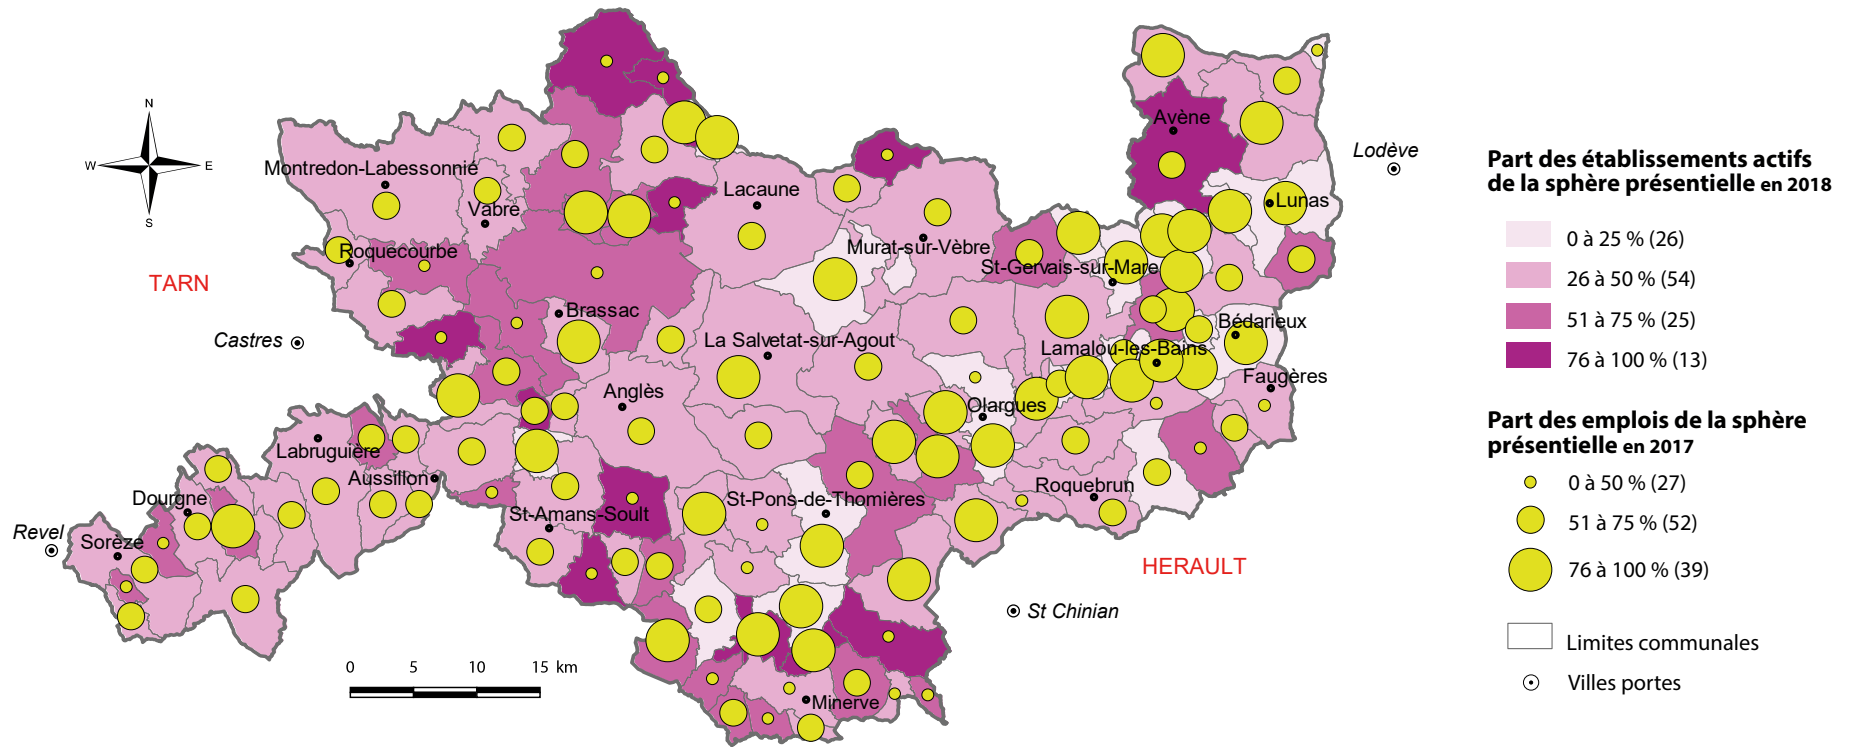 N
W
E
S
Montredon-Labessonnié
Vabre
Roquecourbe
TARN
Castres
Brassac
Lacaune
Murat-sur-Vèbre
St-Gervais-sur-Mare
Avène
Lodève
Lunas
Bédarieux
Lamalou-les-Bains
Faugères
La Salvetat-sur-Agout
Anglès
Olargues
Labruguière
Aussillon
Dourgne
Revel
Sorèze
St-Amans-Soult
St-Pons-de-Thomières
Roquebrun
HERAULT
St Chinian
Minerve
0 5 10 15 km
Part des établissements actifs
de la sphère présentielle en 2018
0 à 25 % (26)
26 à 50 % (54)
51 à 75 % (25)
76 à 100 % (13)
Part des emplois de la sphère
présentielle en 2017
0 à 50 % (27)
51 à 75 % (52)
76 à 100 % (39)
Limites communales
Villes portes